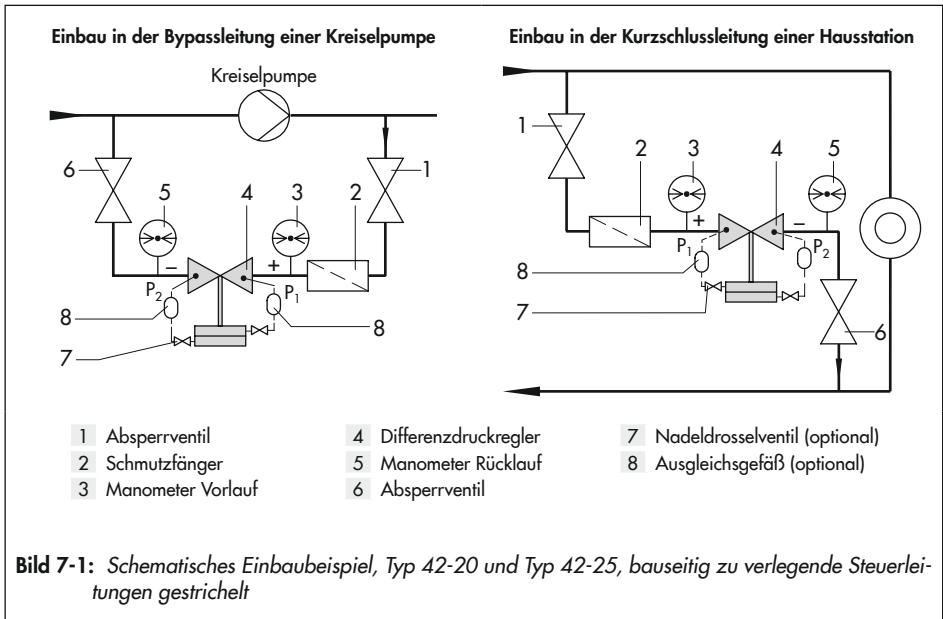 Einbau in der Bypassleitung einer Kreiselpumpe
Kreiselpumpe
6
1
5
4
3
2
–
+
P2
P1
8
8
7
Einbau in der Kurzschlussleitung einer Hausstation
1
2
3
4
5
+
–
P1
P2
8
7
6
1 Absperrventil
2 Schmutzfänger
3 Manometer Vorlauf
4 Differenzdruckregler
5 Manometer Rücklauf
6 Absperrventil
7 Nadeldrosselventil (optional)
8 Ausgleichsgefäß (optional)
Bild 7-1: Schematisches Einbaubeispiel, Typ 42-20 und Typ 42-25, bauseitig zu verlegende Steuerlei-
tungen gestrichelt